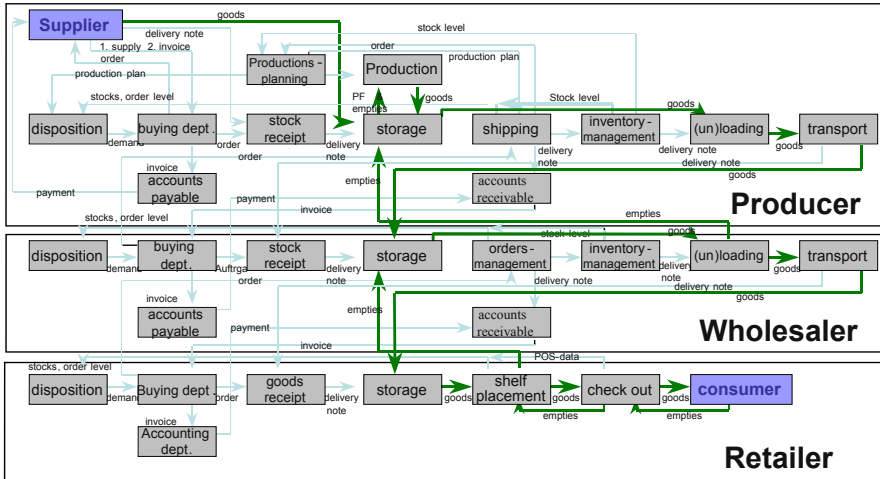 goods
Supplier
delivery note
1. supply 2. invoice
order
stock level
order
Productions -
planning
Production
production plan
production plan
PF &
empties
goods
stocks, order level
Stock level
goods
disposition
buying dept.
stock
receipt
storage
shipping
inventory-
management
(un)loading
transport
demand
order
delivery
note
delivery
note
delivery note
goods
delivery note
goods
invoice
order
accounts
payable
accounts
receivable
payment
payment
empties
invoice
empties
Producer
stocks, order level
stock level
disposition
buying
dept.
stock
receipt
storage
orders-
management
inventory-
management
(un)loading
transport
demand
Auftrga
order
delivery
note
delivery note
delivery
note
goods
delivery note
goods
invoice
empties
accounts
payable
accounts
receivable
payment
invoice
Wholesaler
POS-data
stocks, order level
disposition
Buying dept.
goods
receipt
storage
shelf
placement
check out
consumer
demand
order
delivery
note
goods
goods
goods
empties
empties
invoice
Accounting
dept.
Retailer